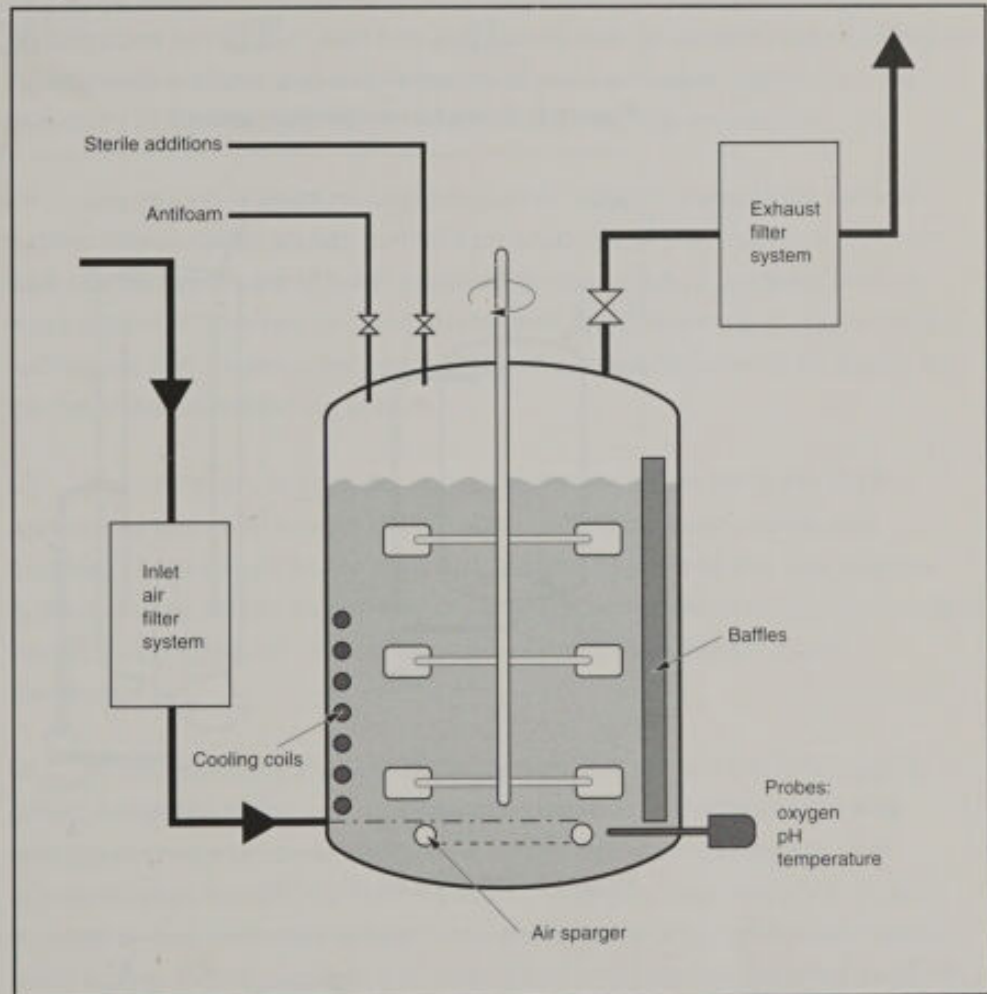 Sterile additions
Antifoam
Exhaust
filter
system
Inlet
air
filter
system
Baffles
Cooling coils
Probes:
oxygen
pH
temperature
Air sparger